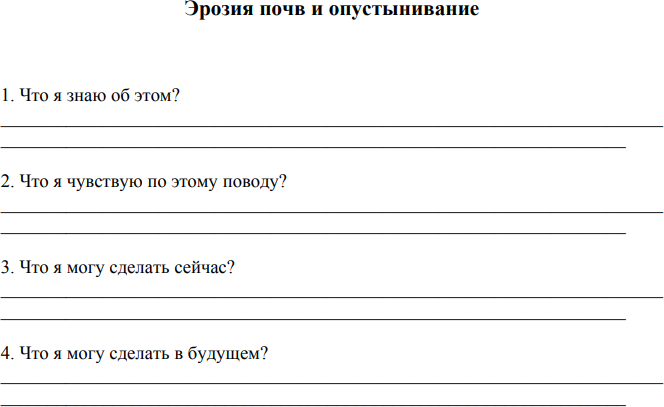 Эрозия почв и опустынивание
1. Что я знаю об этом?
2. Что я чувствую по этому поводу?
3. Что я могу сделать сейчас?
4. Что я могу сделать в будущем?